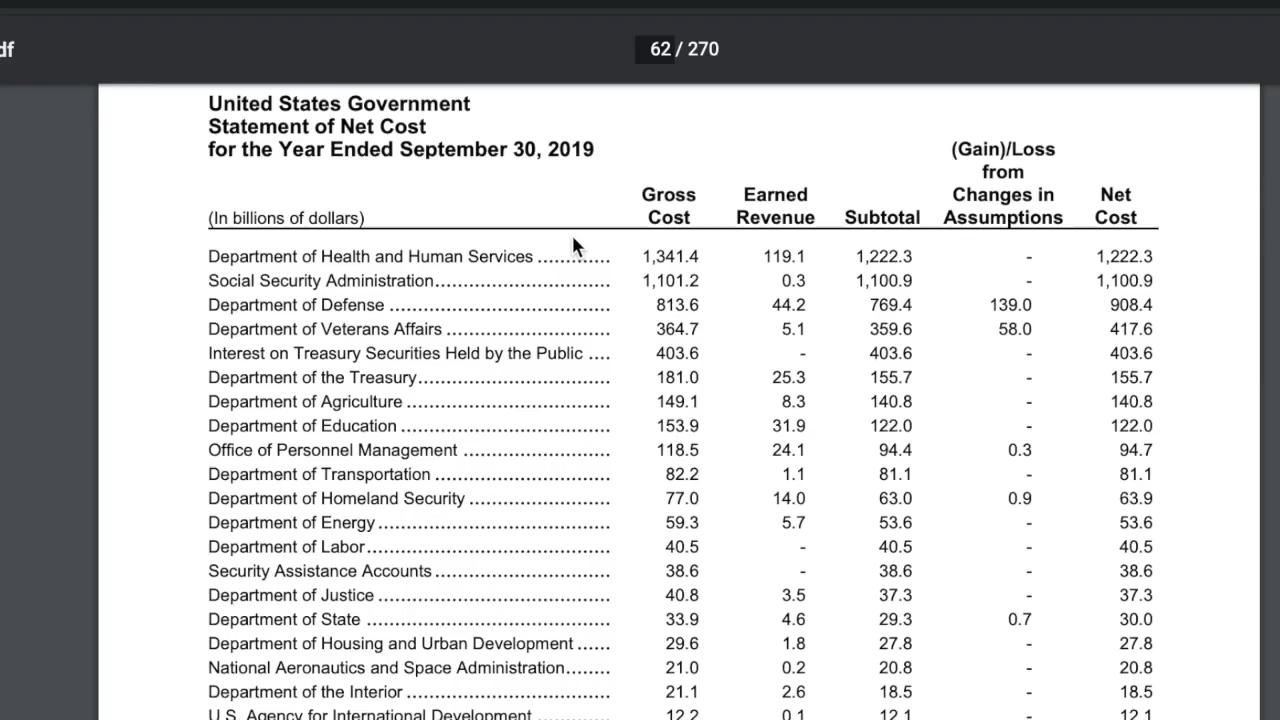 df
62 / 270
United States Government
Statement of Net Cost
for the Year Ended September 30, 2019
(In billions of dollars) Gross Cost Earned Revenue Subtotal (Gain)/Loss from Changes in Assumptions Net Cost
Department of Health and Human Services ............. 1,341.4 119.1 1,222.3 - 1,222.3
Social Security Administration............................... 1,101.2 0.3 1,100.9 - 1,100.9
Department of Defense ....................................... 813.6 44.2 769.4 139.0 908.4
Department of Veterans Affairs ............................. 364.7 5.1 359.6 58.0 417.6
Interest on Treasury Securities Held by the Public .... 403.6 - 403.6 - 403.6
Department of the Treasury.................................. 181.0 25.3 155.7 - 155.7
Department of Agriculture .................................... 149.1 8.3 140.8 - 140.8
Department of Education ..................................... 153.9 31.9 122.0 - 122.0
Office of Personnel Management .......................... 118.5 24.1 94.4 0.3 94.7
Department of Transportation ............................... 82.2 1.1 81.1 - 81.1
Department of Homeland Security ......................... 77.0 14.0 63.0 0.9 63.9
Department of Energy ......................................... 59.3 5.7 53.6 - 53.6
Department of Labor........................................... 40.5 - 40.5 - 40.5
Security Assistance Accounts ............................... 38.6 - 38.6 - 38.6
Department of Justice ......................................... 40.8 3.5 37.3 - 37.3
Department of State ........................................... 33.9 4.6 29.3 0.7 30.0
Department of Housing and Urban Development ...... 29.6 1.8 27.8 - 27.8
National Aeronautics and Space Administration........ 21.0 0.2 20.8 - 20.8
Department of the Interior .................................... 21.1 2.6 18.5 - 18.5
U.S. Agency for International Development ............. 12.2 0.1 12.1 - 12.1